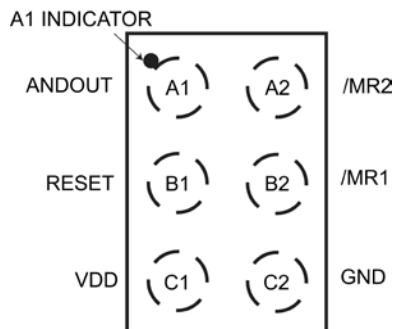 A1 INDICATOR
ANDOUT A1 A2 /MR2
RESET B1 B2 /MR1
VDD C1 C2 GND